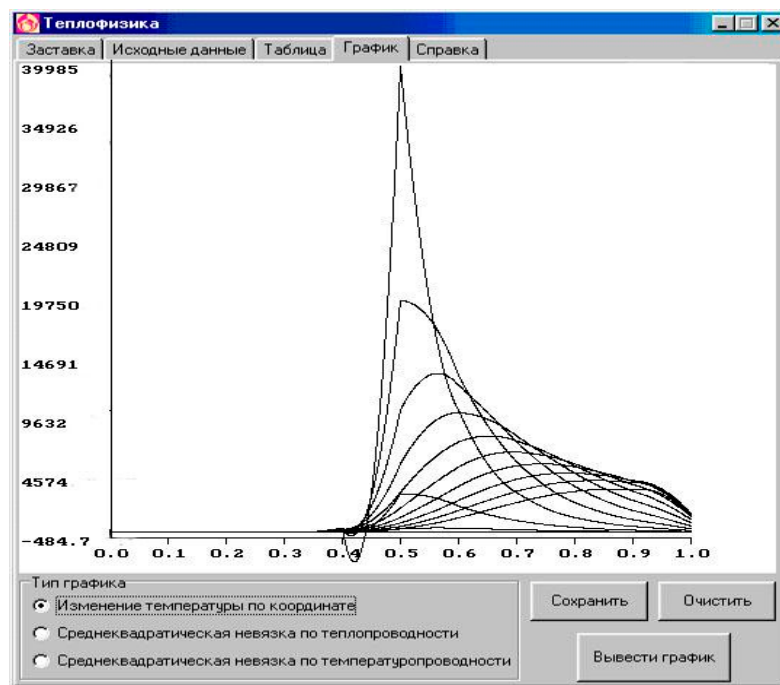 Теплофизика
Заставка Исходные данные Таблица График Справка
39985
34926
29867
24809
19750
14691
9632
4574
-484.7
0.0 0.1 0.2 0.3 0.4 0.5 0.6 0.7 0.8 0.9 1.0
Тип графика
Изменение температуры по координате
Среднеквадратическая невязка по теплопроводности
Среднеквадратическая невязка по температуропроводности
Сохранить Очистить
Вывести график